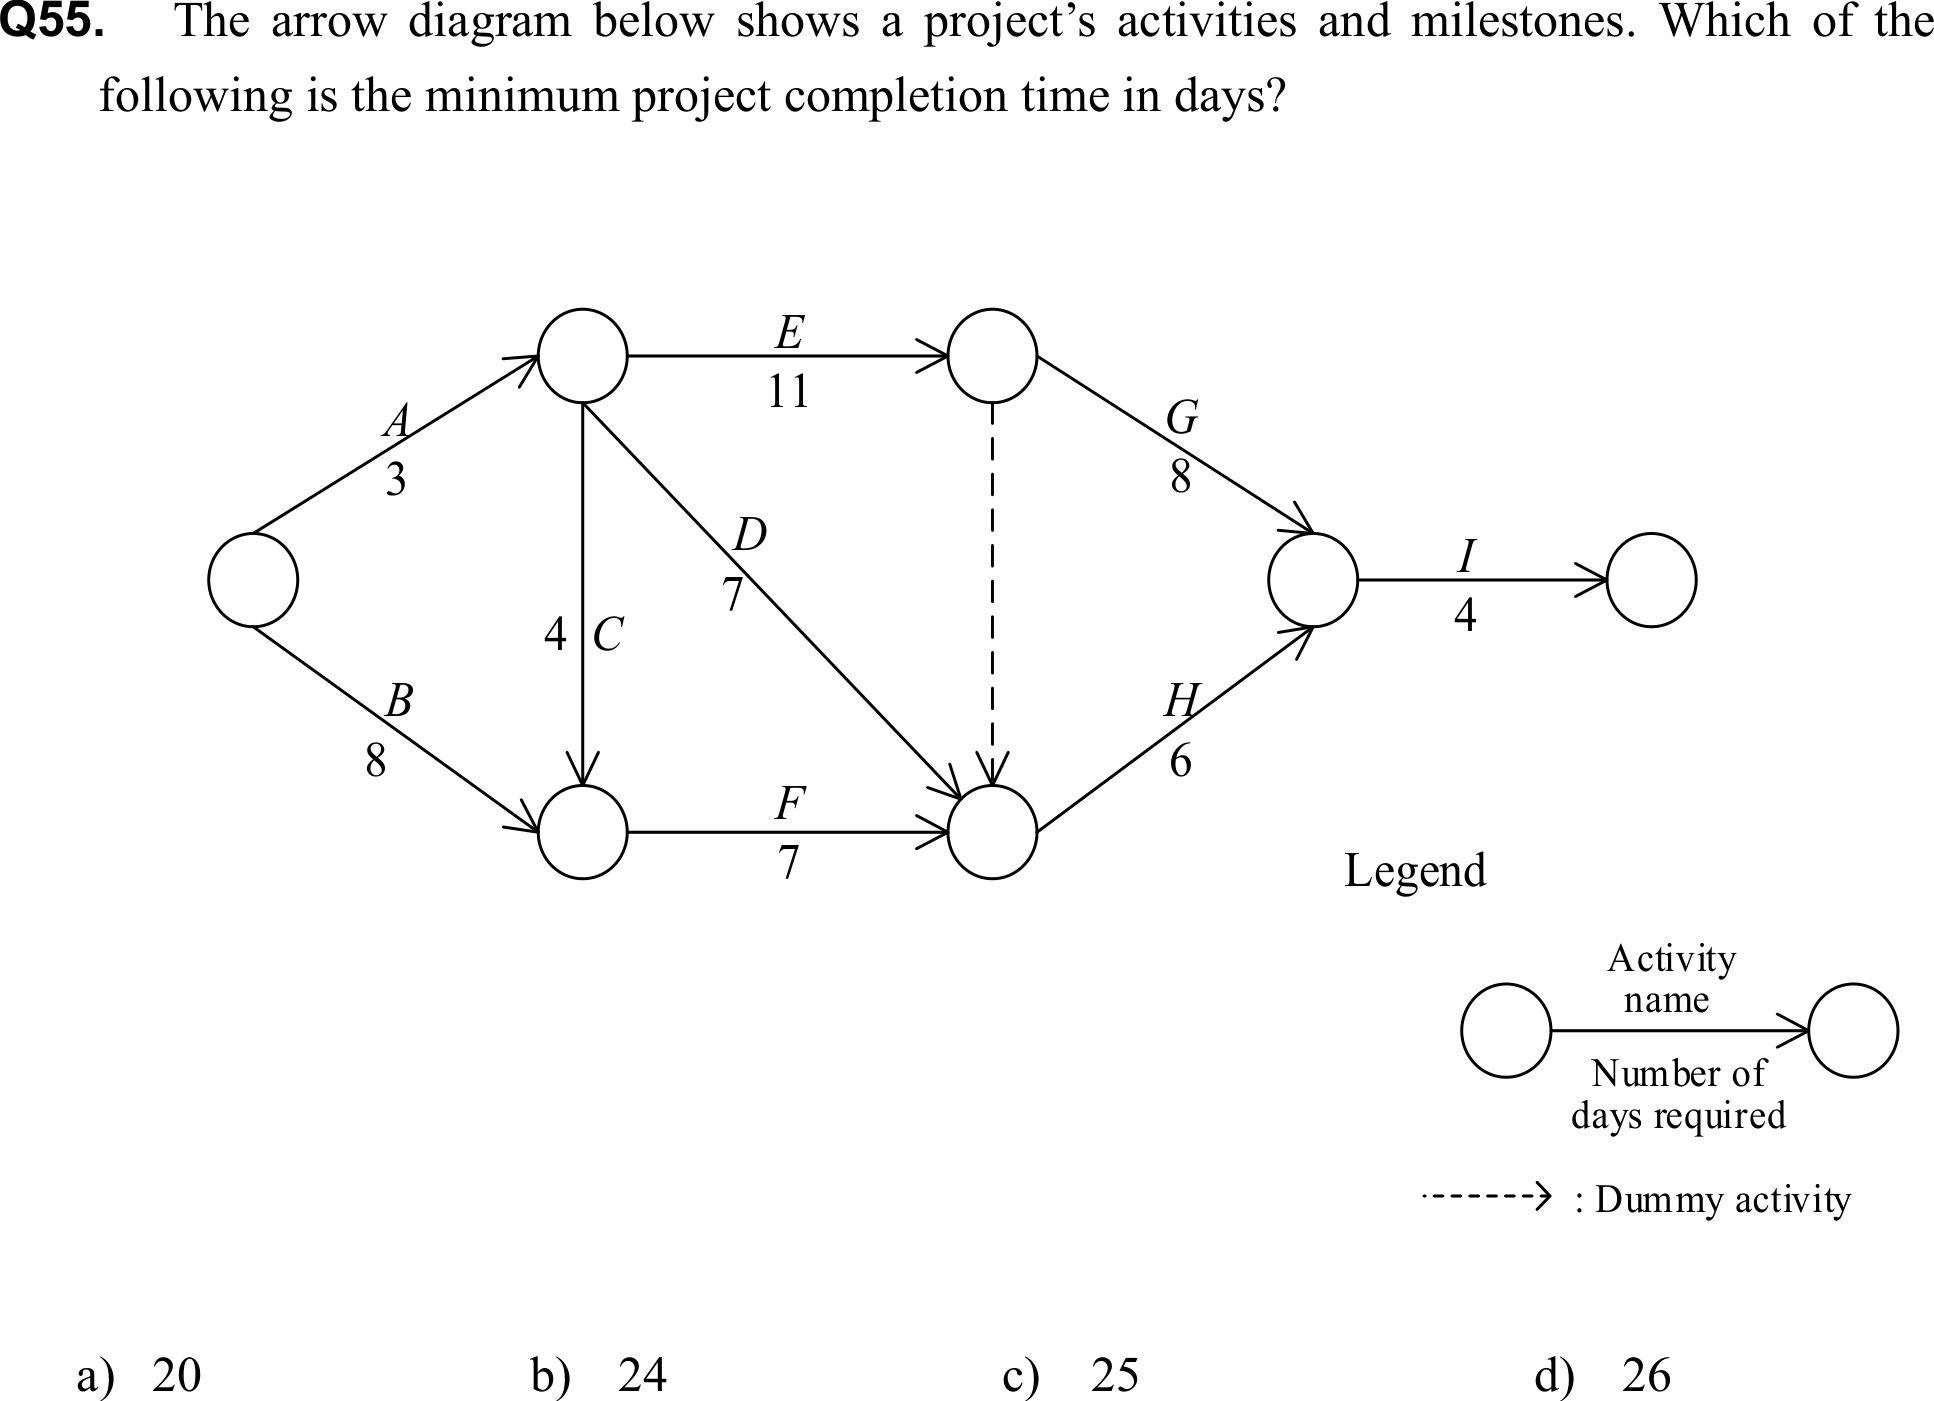 Q55. The arrow diagram below shows a project’s activities and milestones. Which of the
following is the minimum project completion time in days?
E
11
A
3
G
8
D
7
I
4
4 C
B
8
H
6
F
7
Legend
Activity
name
Number of
days required
: Dummy activity
a) 20 b) 24 c) 25 d) 26